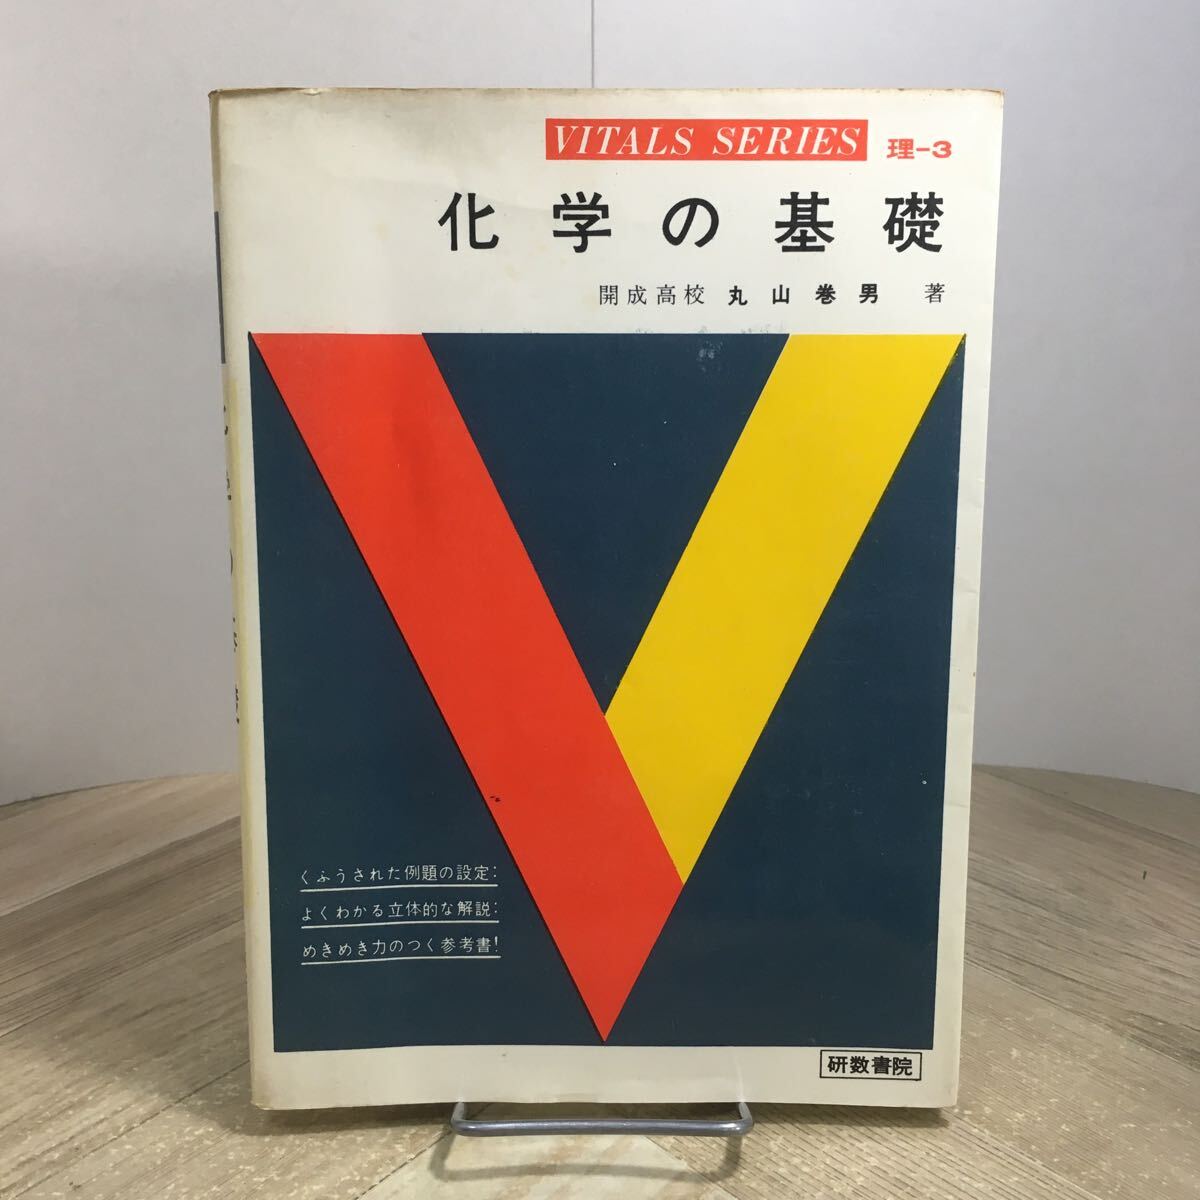 VITALS SERIES 理-3
化学の基礎
開成高校 丸山巻男 著
くふうされた例題の設定:
よくわかる立体的な解説:
めきめき力のつく参考書!
研数書院